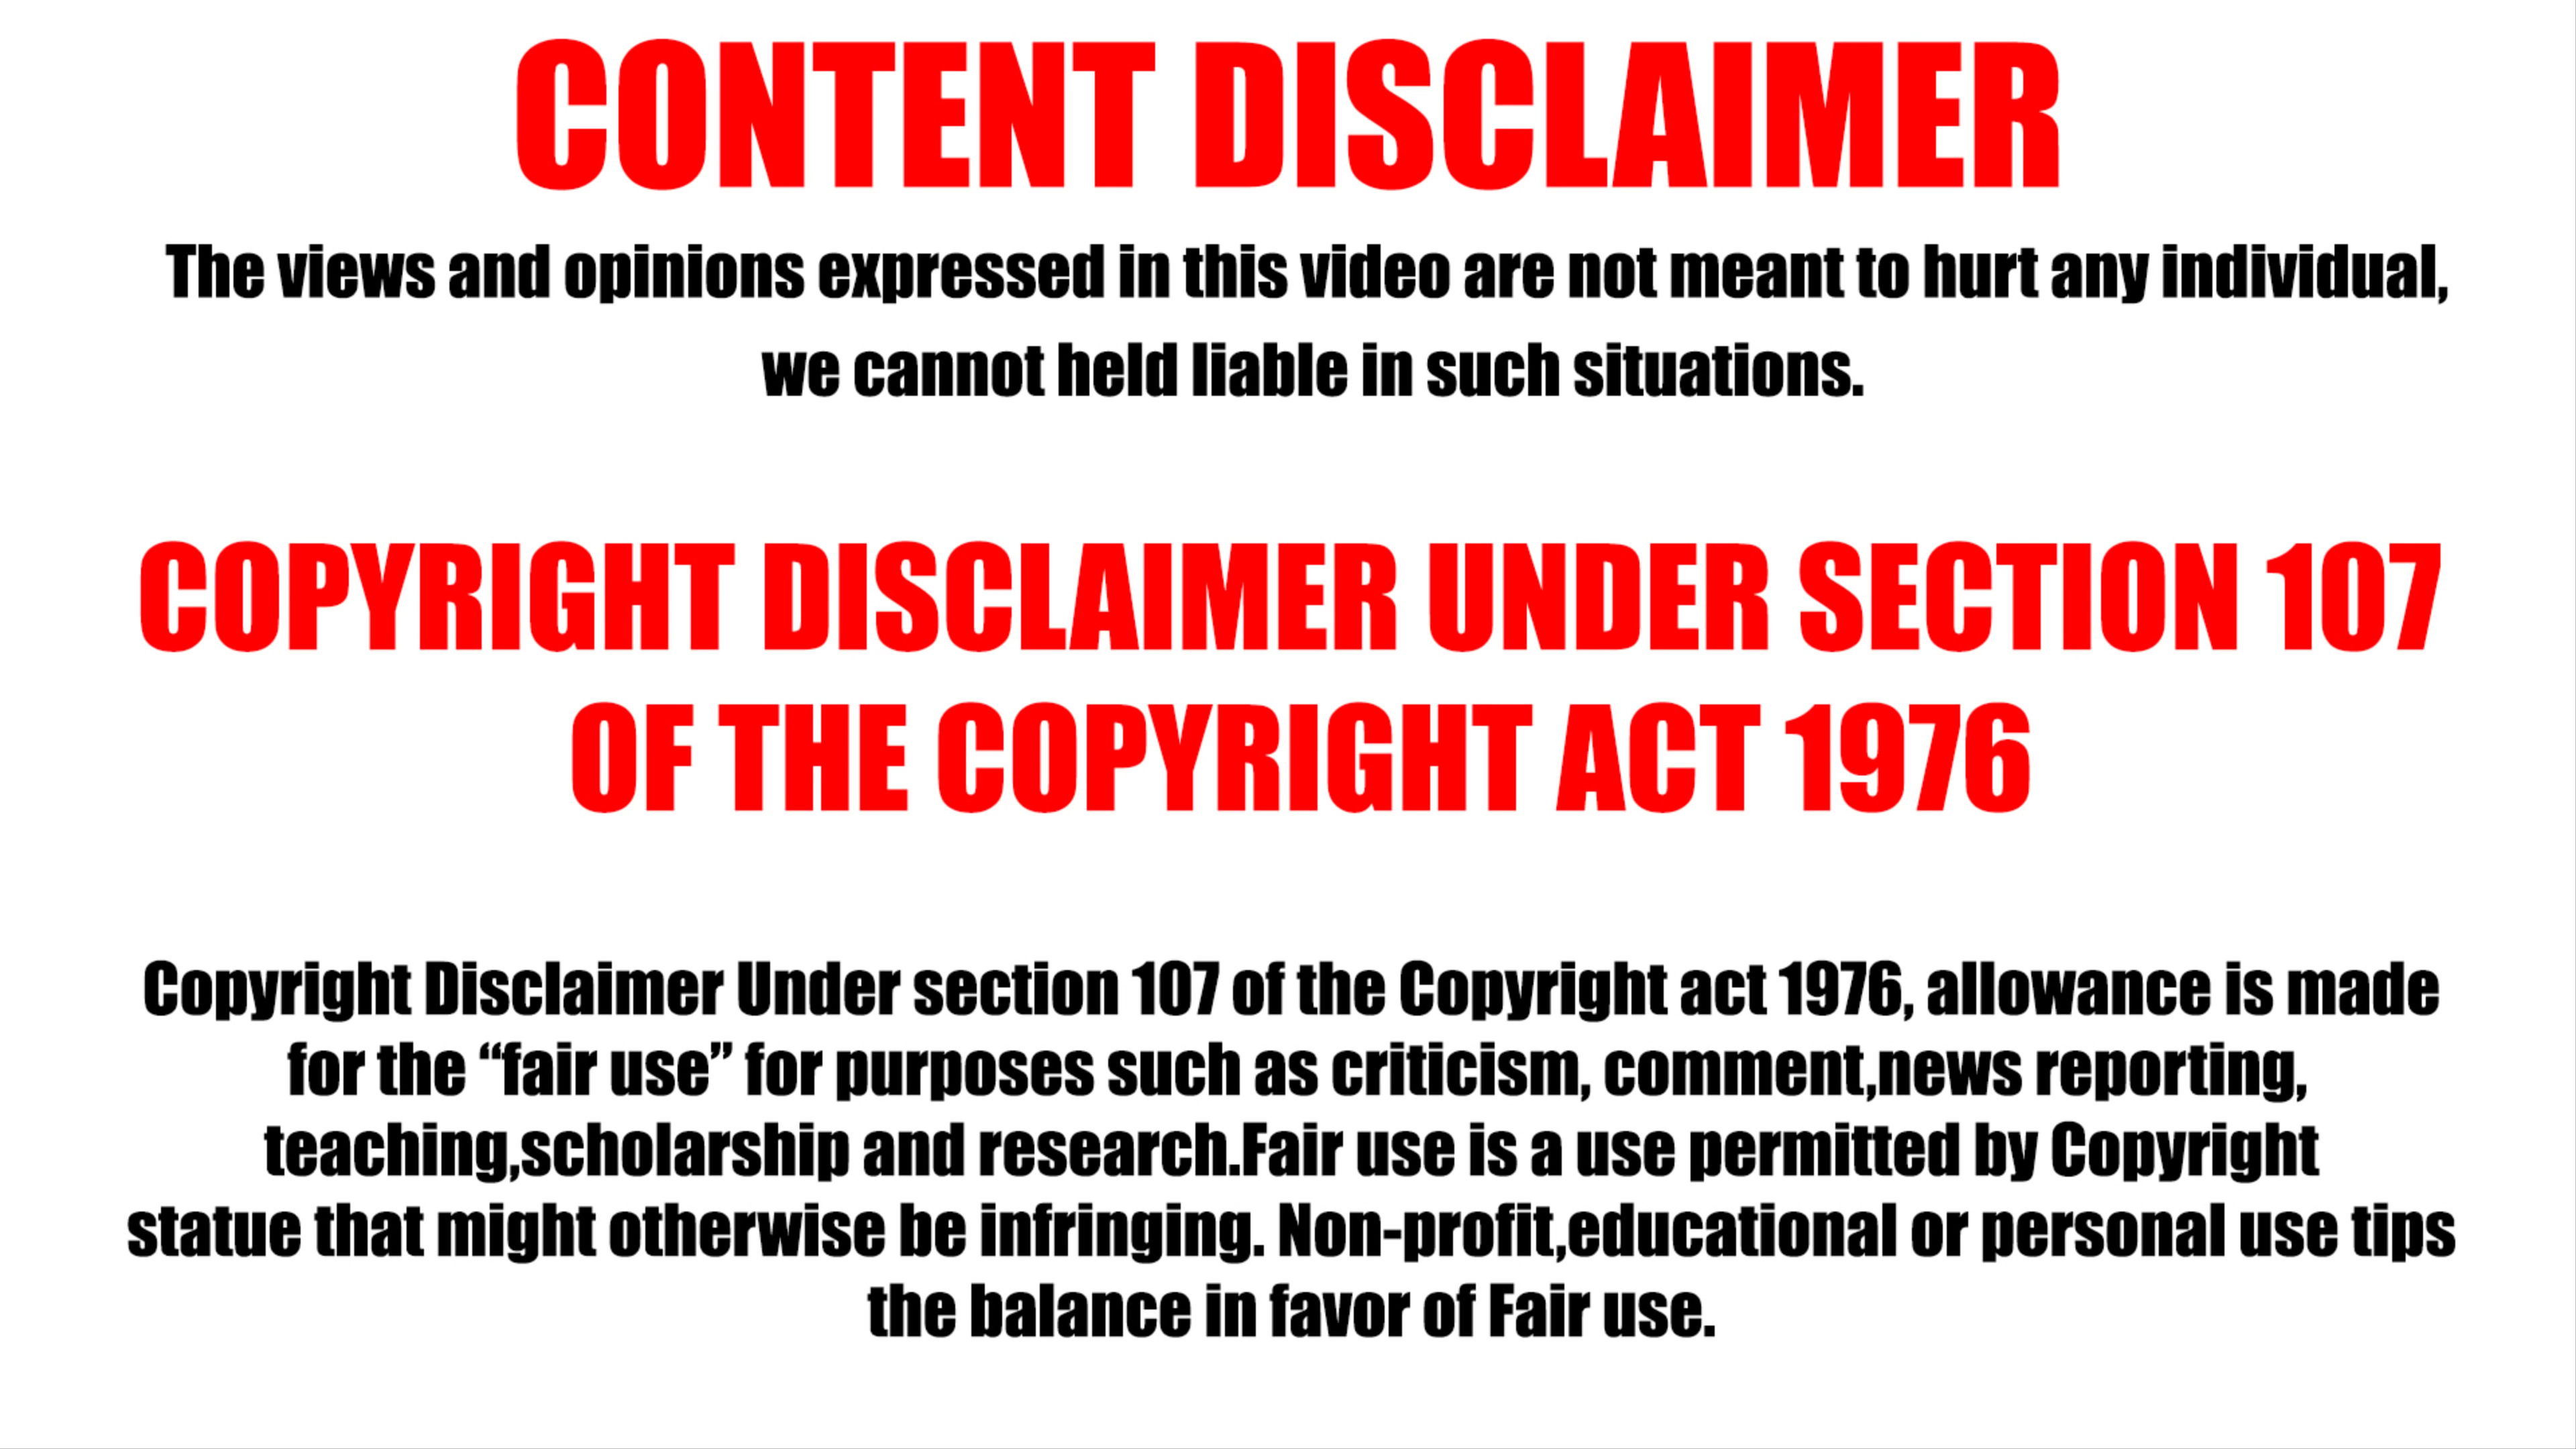 CONTENT DISCLAIMER
The views and opinions expressed in this video are not meant to hurt any individual,
we cannot held liable in such situations.
COPYRIGHT DISCLAIMER UNDER SECTION 107
OF THE COPYRIGHT ACT 1976
Copyright Disclaimer Under section 107 of the Copyright act 1976, allowance is made
for the “fair use” for purposes such as criticism, comment,news reporting,
teaching,scholarship and research.Fair use is a use permitted by Copyright
statue that might otherwise be infringing. Non-profit,educational or personal use tips
the balance in favor of Fair use.